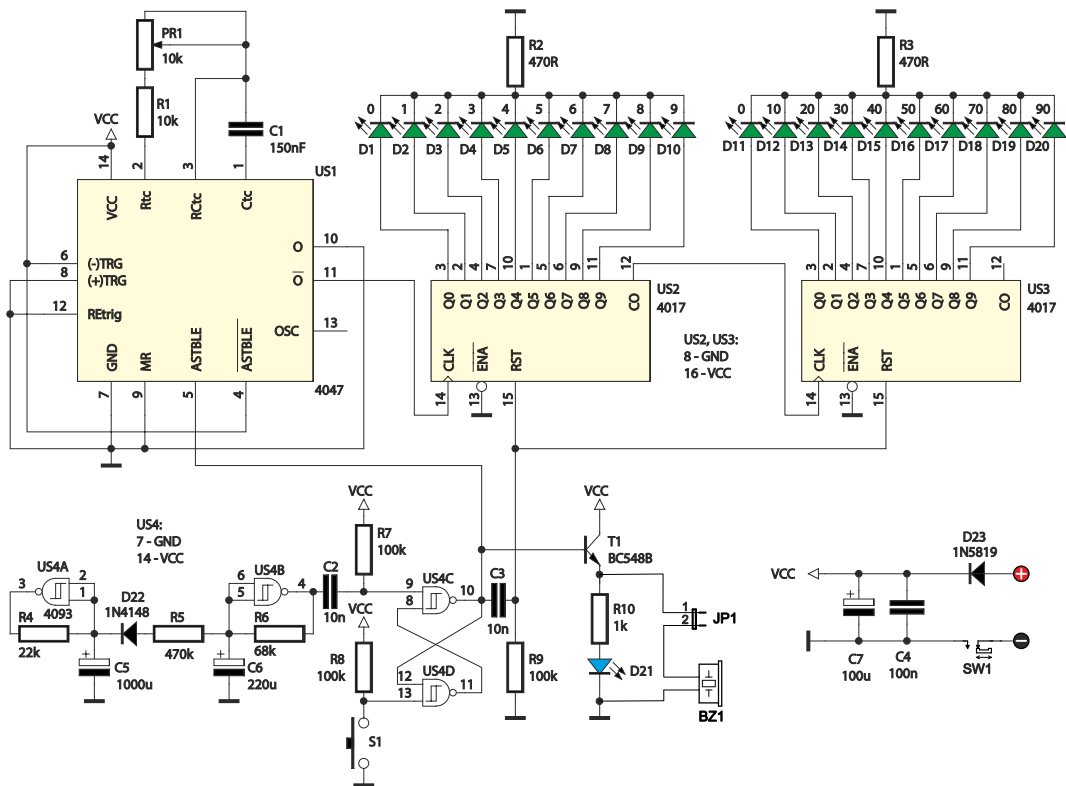 PR1
10k
R1
10k
C1
150nF
VCC
14
2
3
1
US1
VCC
Rtc
RCtc
Ctc
6
(-)TRG
8
(+)TRG
12
REtrig
O
10
O
11
OSC
13
GND
MR
ASTBLE
ASTBLE
4047
7
9
5
4
R2
470R
0 1 2 3 4 5 6 7 8 9
D1 D2 D3 D4 D5 D6 D7 D8 D9 D10
3 2 4 7 10 1 5 6 9 11 12
US2
4017
Q0 Q1 Q2 Q3 Q4 Q5 Q6 Q7 Q8 Q9 CO
CLK ENA RST
14 13 15
US2, US3:
8 - GND
16 - VCC
R3
470R
0 10 20 30 40 50 60 70 80 90
D11 D12 D13 D14 D15 D16 D17 D18 D19 D20
3 2 4 7 10 1 5 6 9 11 12
US3
4017
Q0 Q1 Q2 Q3 Q4 Q5 Q6 Q7 Q8 Q9 CO
CLK ENA RST
14 13 15
US4:
7 - GND
14 - VCC
US4A
3
2
1
4093
R4
22k
D22
1N4148
C5
1000u
R5
470k
US4B
6
5
4
R6
68k
C6
220u
C2
10n
VCC
R7
100k
VCC
R8
100k
9
8
US4C
10
C3
10n
12
13
US4D
11
S1
R9
100k
VCC
T1
BC548B
R10
1k
D21
1
2
JP1
BZ1
VCC
D23
1N5819
C7
100u
C4
100n
SW1